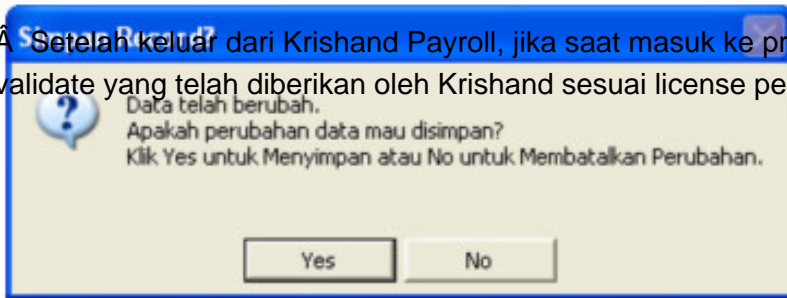 Simpan Record?
Â Setelah keluar dari Krishand Payroll, jika saat masuk ke pr
validate yang telah diberikan oleh Krishand sesuai license pe
Data telah berubah.
Apakah perubahan data mau disimpan?
Klik Yes untuk Menyimpan atau No untuk Membatalkan Perubahan.
Yes No